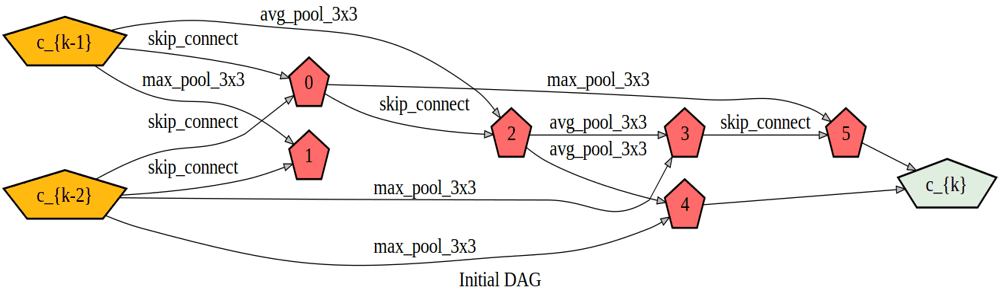 avg_pool_3x3
c_{k-1}
skip_connect
max_pool_3x3
max_pool_3x3
0
skip_connect
skip_connect
2
avg_pool_3x3
3
skip_connect
5
avg_pool_3x3
1
skip_connect
c_{k-2}
max_pool_3x3
c_{k}
4
max_pool_3x3
Initial DAG